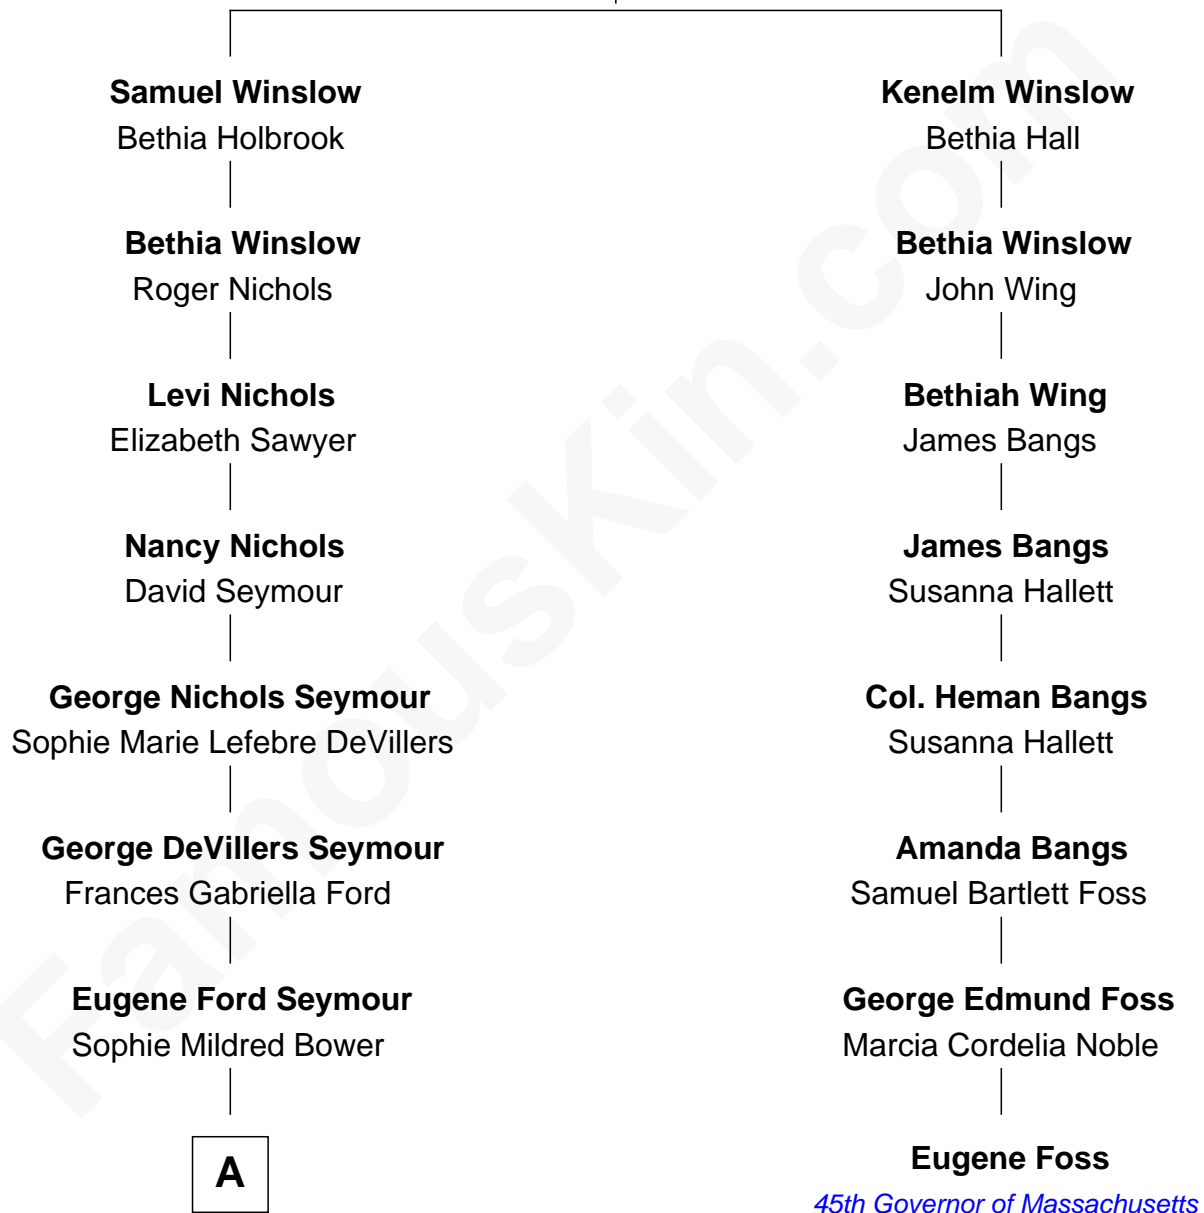 Samuel Winslow
Bethia Holbrook
Kenelm Winslow
Bethia Hall
Bethia Winslow
Roger Nichols
Bethia Winslow
John Wing
Levi Nichols
Elizabeth Sawyer
Bethiah Wing
James Bangs
Nancy Nichols
David Seymour
James Bangs
Susanna Hallett
George Nichols Seymour
Sophie Marie Lefebre DeVillers
Col. Heman Bangs
Susanna Hallett
George DeVillers Seymour
Frances Gabriella Ford
Amanda Bangs
Samuel Bartlett Foss
Eugene Ford Seymour
Sophie Mildred Bower
George Edmund Foss
Marcia Cordelia Noble
A
Eugene Foss
45th Governor of Massachusetts
FamousKin.com